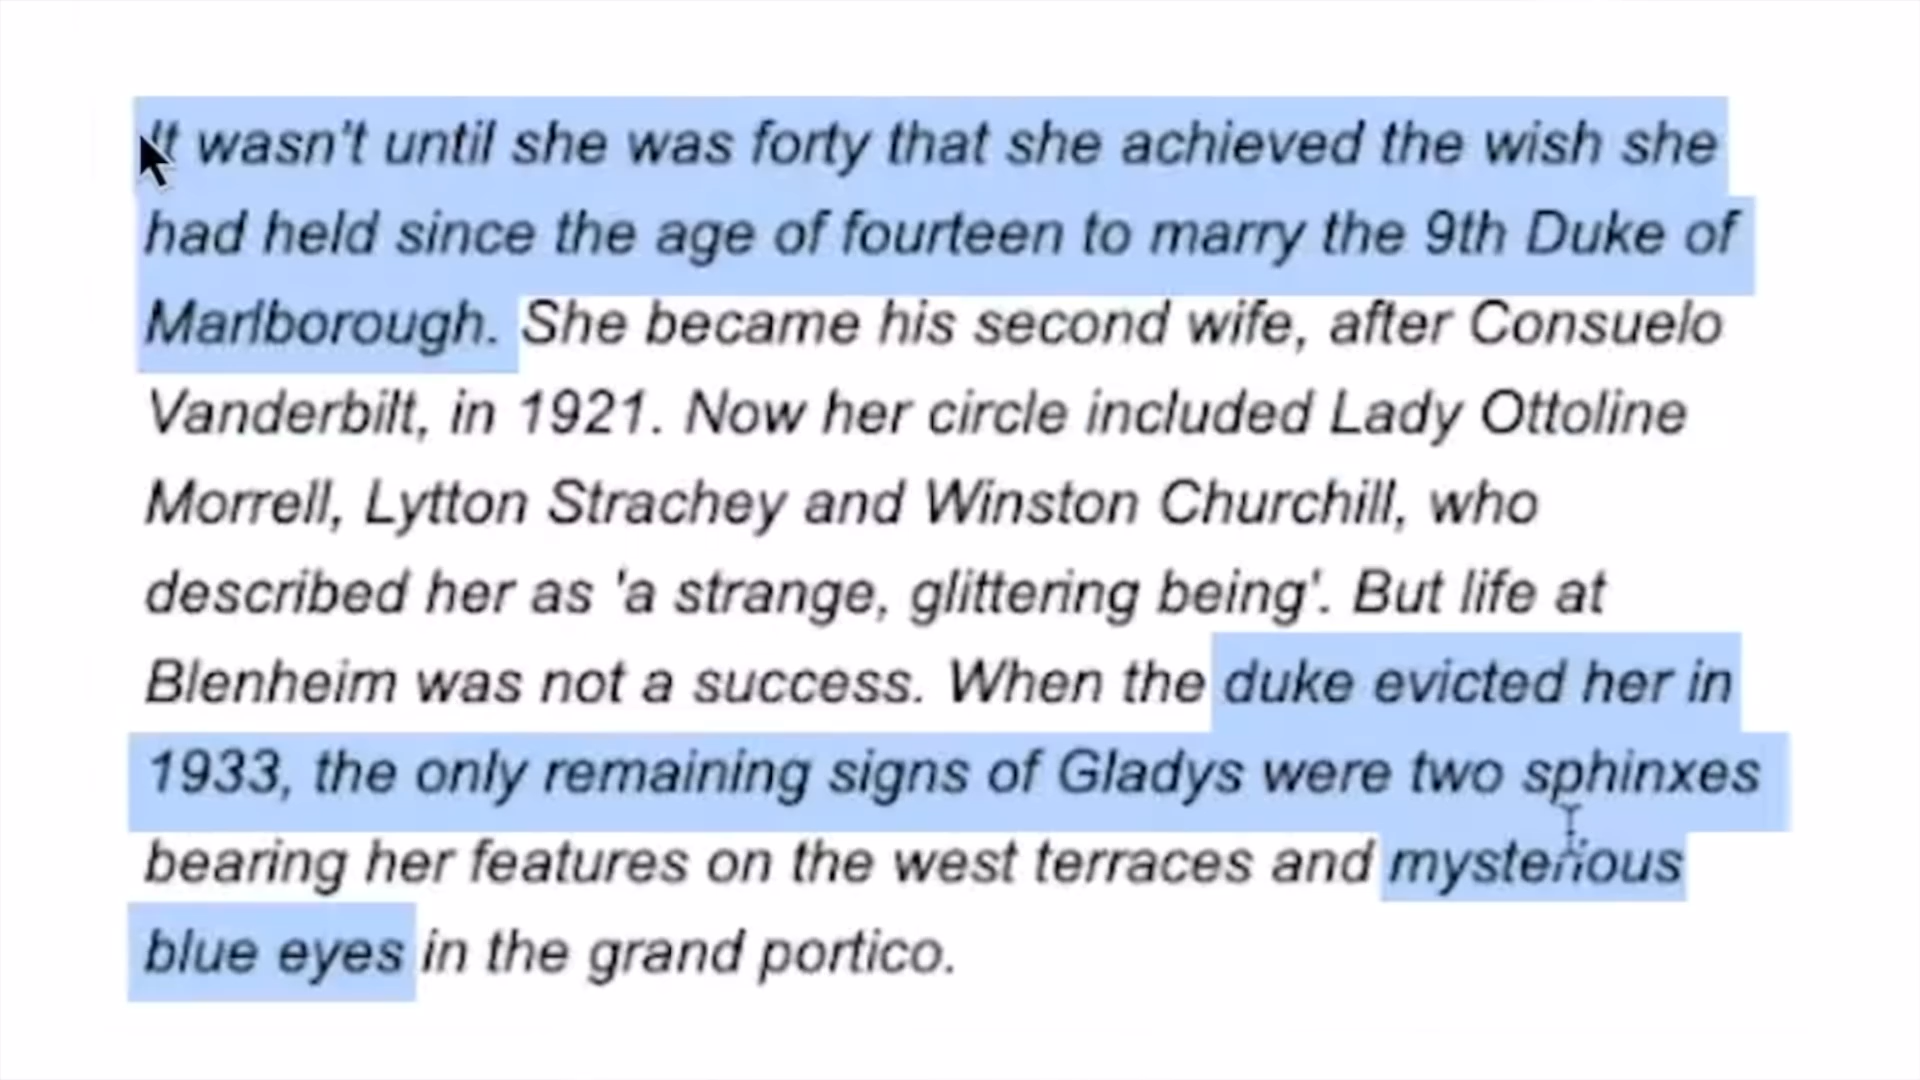 It wasn't until she was forty that she achieved the wish she
had held since the age of fourteen to marry the 9th Duke of
Marlborough. She became his second wife, after Consuelo
Vanderbilt, in 1921. Now her circle included Lady Ottoline
Morrell, Lytton Strachey and Winston Churchill, who
described her as 'a strange, glittering being'. But life at
Blenheim was not a success. When the duke evicted her in
1933, the only remaining signs of Gladys were two sphinxes
bearing her features on the west terraces and mysterious
blue eyes in the grand portico.